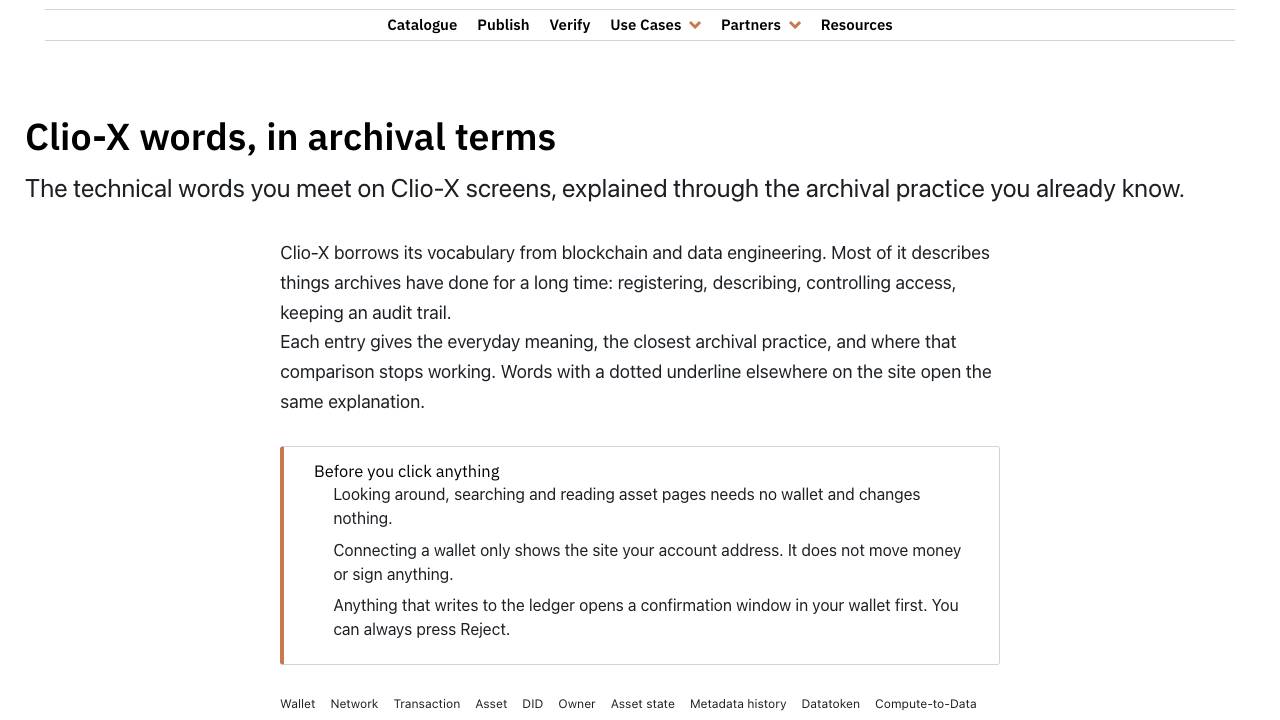 Catalogue Publish Verify Use Cases Partners Resources
Clio-X words, in archival terms
The technical words you meet on Clio-X screens, explained through the archival practice you already know.
Clio-X borrows its vocabulary from blockchain and data engineering. Most of it describes
things archives have done for a long time: registering, describing, controlling access,
keeping an audit trail.
Each entry gives the everyday meaning, the closest archival practice, and where that
comparison stops working. Words with a dotted underline elsewhere on the site open the
same explanation.
Before you click anything
Looking around, searching and reading asset pages needs no wallet and changes
nothing.
Connecting a wallet only shows the site your account address. It does not move money
or sign anything.
Anything that writes to the ledger opens a confirmation window in your wallet first. You
can always press Reject.
Wallet Network Transaction Asset DID Owner Asset state Metadata history Datatoken Compute-to-Data